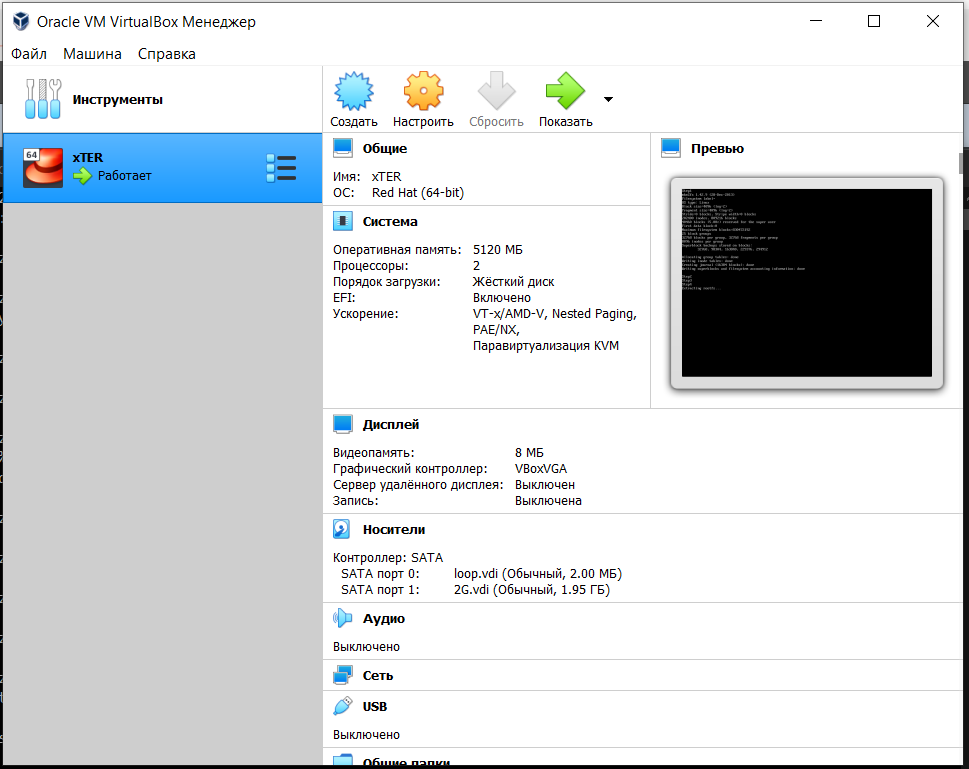 Oracle VM VirtualBox Менеджер
Файл Машина Справка
Инструменты
Создать Настроить Сбросить Показать
64
xTER
Работает
Общие
Имя: xTER
ОС: Red Hat (64-bit)
Система
Оперативная память: 5120 МБ
Процессоры: 2
Порядок загрузки: Жёсткий диск
EFI: Включено
Ускорение: VT-x/AMD-V, Nested Paging,
PAE/NX,
Паравиртуализация KVM
Превью
Дисплей
Видеопамять: 8 МБ
Графический контроллер: VBoxVGA
Сервер удалённого дисплея: Выключен
Запись: Выключена
Носители
Контроллер: SATA
SATA порт 0: loop.vdi (Обычный, 2.00 МБ)
SATA порт 1: 2G.vdi (Обычный, 1.95 ГБ)
Аудио
Выключено
Сеть
USB
Выключено
Общие папки